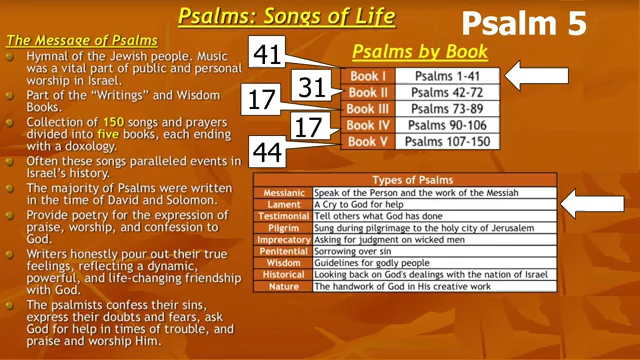 Psalms: Songs of Life
Psalm 5
The Message of Psalms
Hymnal of the Jewish people. Music
was a vital part of public and personal
worship in Israel.
Part of the “Writings” and Wisdom
Books.
Collection of 150 songs and prayers
divided into five books, each ending
with a doxology.
Often these songs paralleled events in
Israel’s history.
The majority of Psalms were written
in the time of David and Solomon.
Provide poetry for the expression of
praise, worship, and confession to
God.
Writers honestly pour out their true
feelings, reflecting a dynamic,
powerful, and life-changing friendship
with God.
The psalmists confess their sins,
express their doubts and fears, ask
God for help in times of trouble, and
praise and worship Him.
Psalms by Book
41
31
17
17
44
Book I Psalms 1-41
Book II Psalms 42-72
Book III Psalms 73-89
Book IV Psalms 90-106
Book V Psalms 107-150
Types of Psalms
Messianic Speak of the Person and the work of the Messiah
Lament A Cry to God for help
Testimonial Tell others what God has done
Pilgrim Sung during pilgrimage to the holy city of Jerusalem
Imprecatory Asking for judgment on wicked men
Penitential Sorrowing over sin
Wisdom Guidelines for godly people
Historical Looking back on God's dealings with the nation of Israel
Nature The handwork of God in His creative work